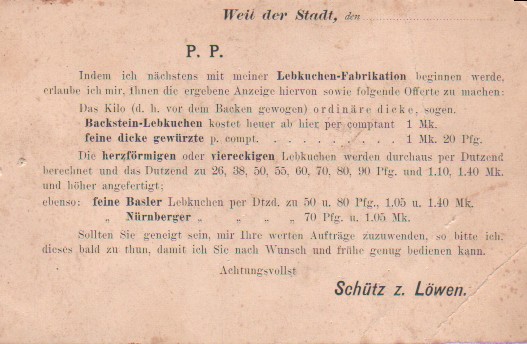 Weil der Stadt, den
P. P.
Indem ich nächstens mit meiner Lebkuchen-Fabrikation beginnen werde,
erlaube ich mir, Ihnen die ergebene Anzeige hiervon sowie folgende Offerte zu machen:
Das Kilo (d. h. vor dem Backen gewogen) ordinäre dicke, sogen.
Backstein-Lebkuchen kostet heuer ab hier per comptant 1 Mk.
feine dicke gewürzte p. compt. . . . . . . . . . . 1 Mk. 20 Pfg.
Die herzförmigen oder viereckigen Lebkuchen werden durchaus per Dutzend
berechnet und das Dutzend zu 26, 38, 50, 55, 60, 70, 80, 90 Pfg. und 1.10, 1.40 Mk.
und höher angefertigt;
ebenso: feine Basler Lebkuchen per Dtzd. zu 50 u. 80 Pfg., 1,05 u. 1.40 Mk.
„ Nürnberger „ „ „ „ 70 Pfg. u. 1.05 Mk.
Sollten Sie geneigt sein, mir Ihre werten Aufträge zuzuwenden, so bitte ich,
dieses bald zu thun, damit ich Sie nach Wunsch und frühe genug bedienen kann.
Achtungsvollst
Schütz z. Löwen.